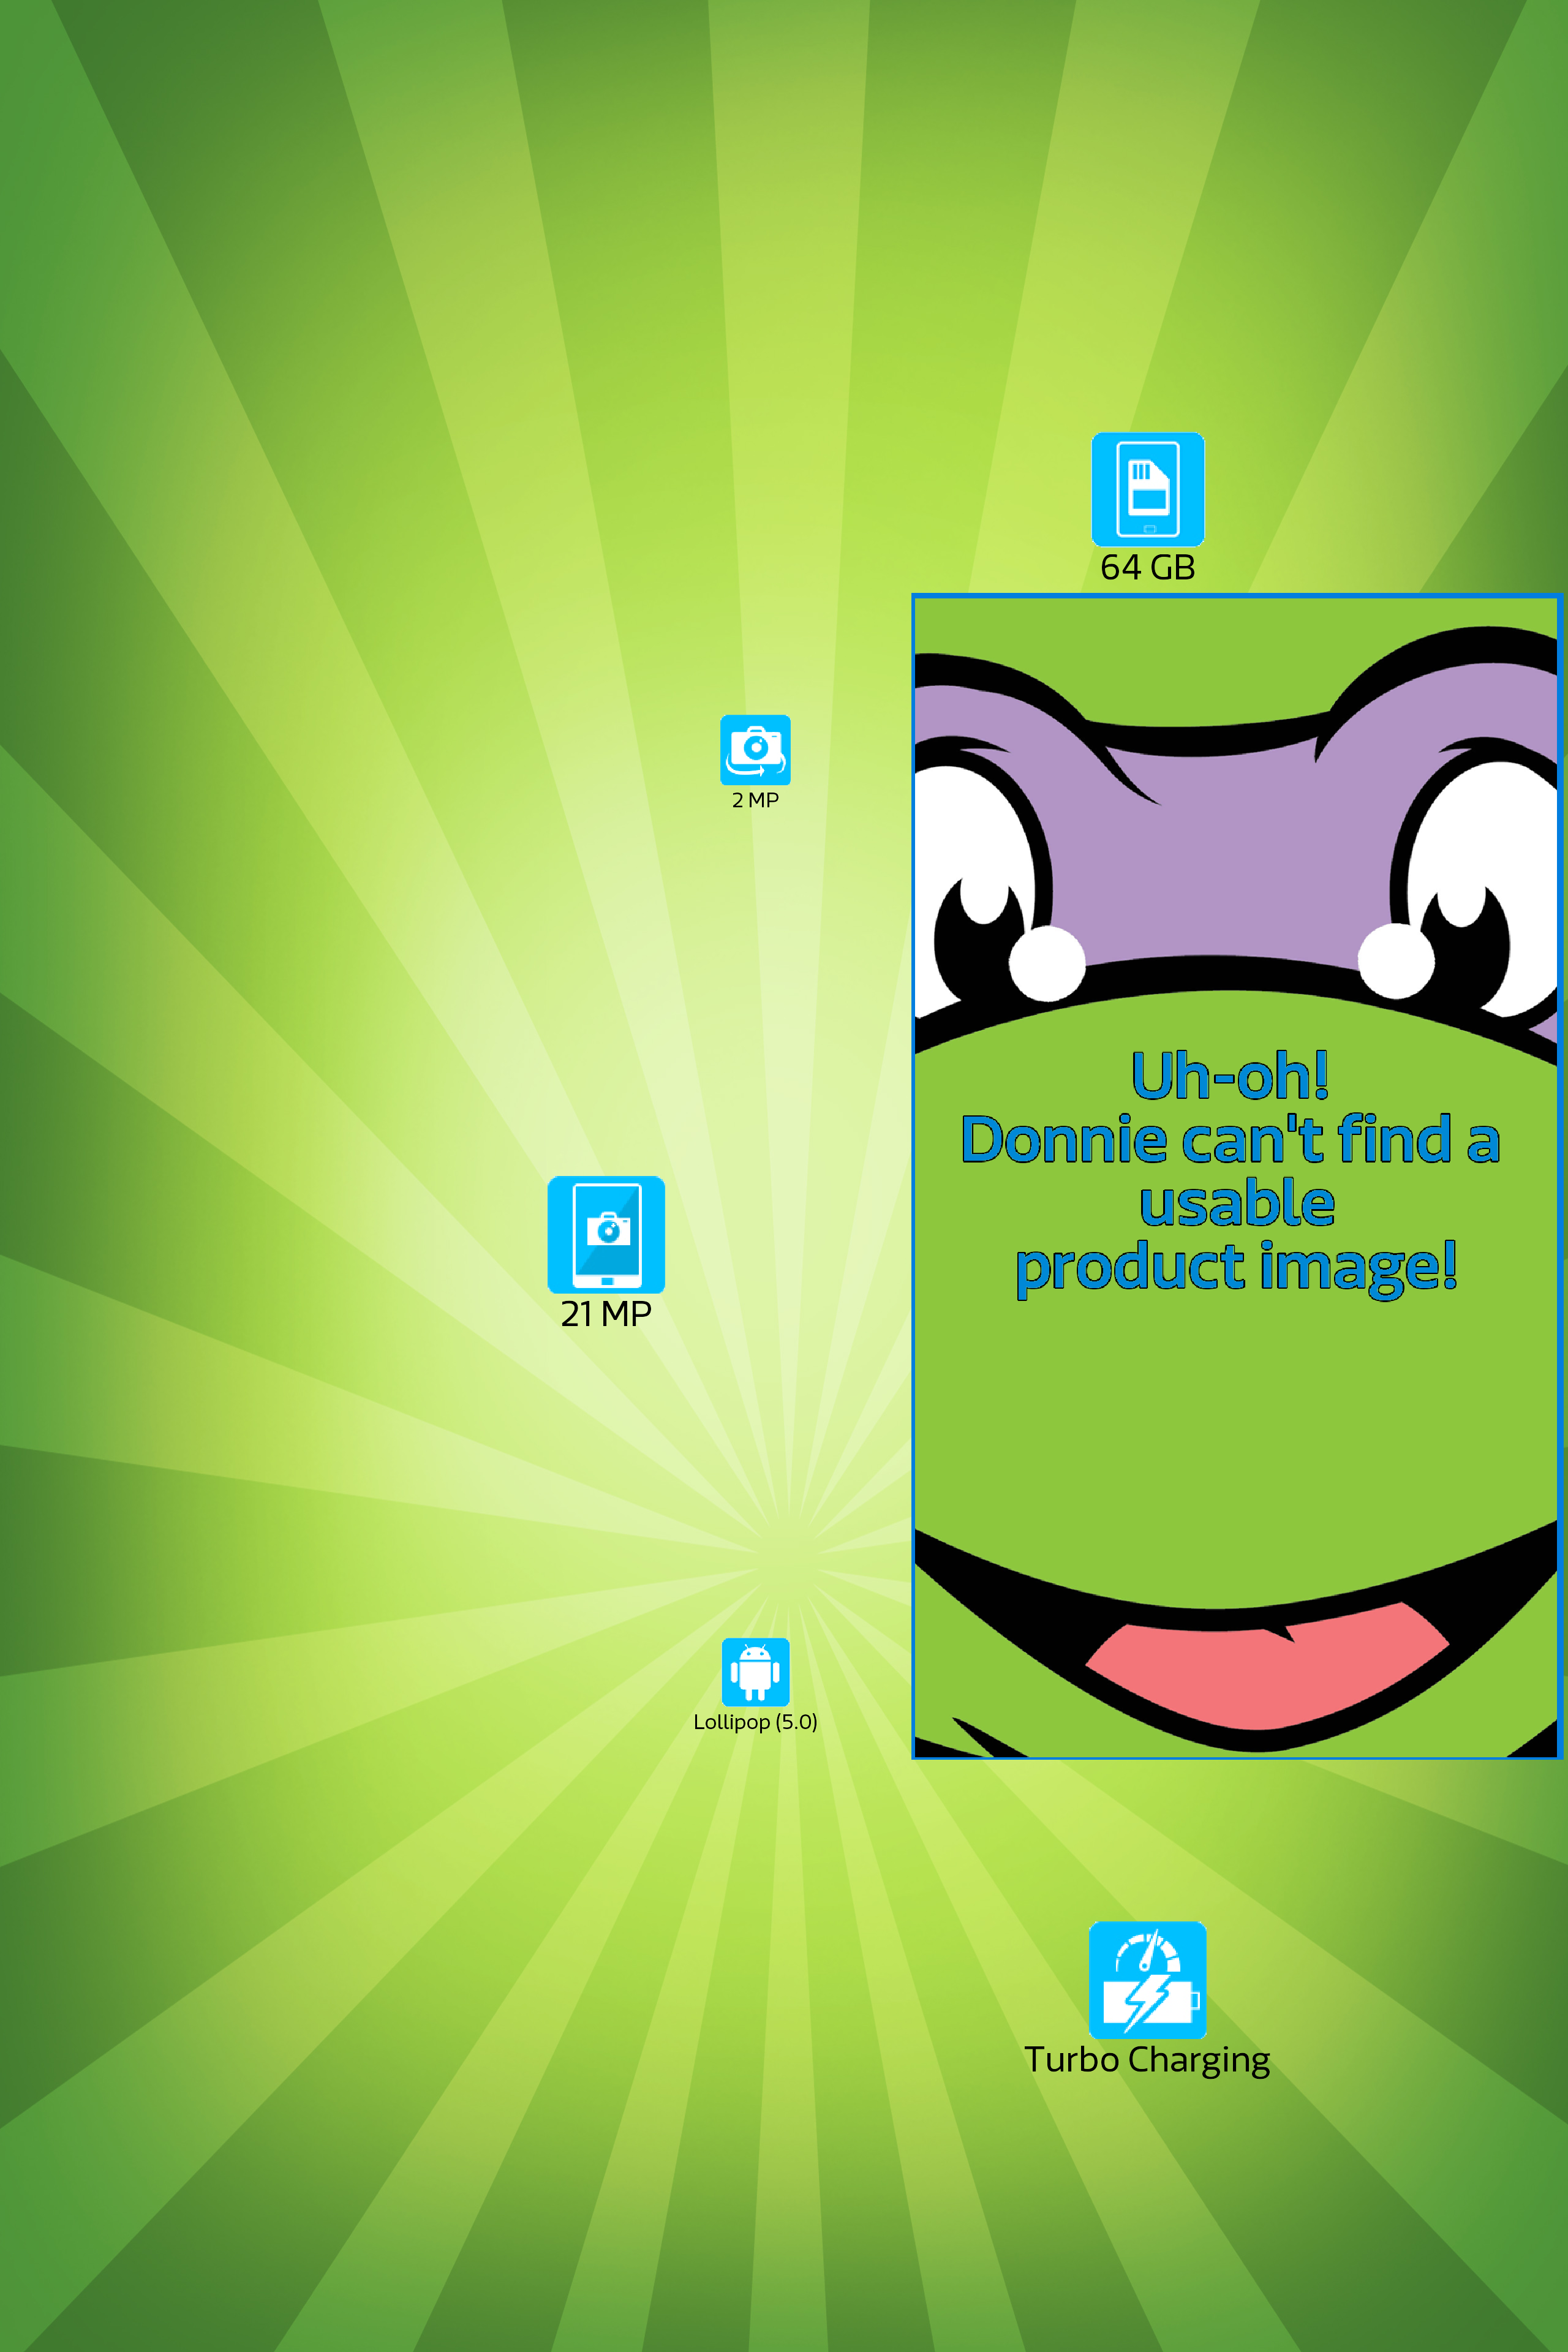 64 GB
2 MP
Uh-oh!
Donnie can't find a
usable
product image!
21 MP
Lollipop (5.0)
Turbo Charging